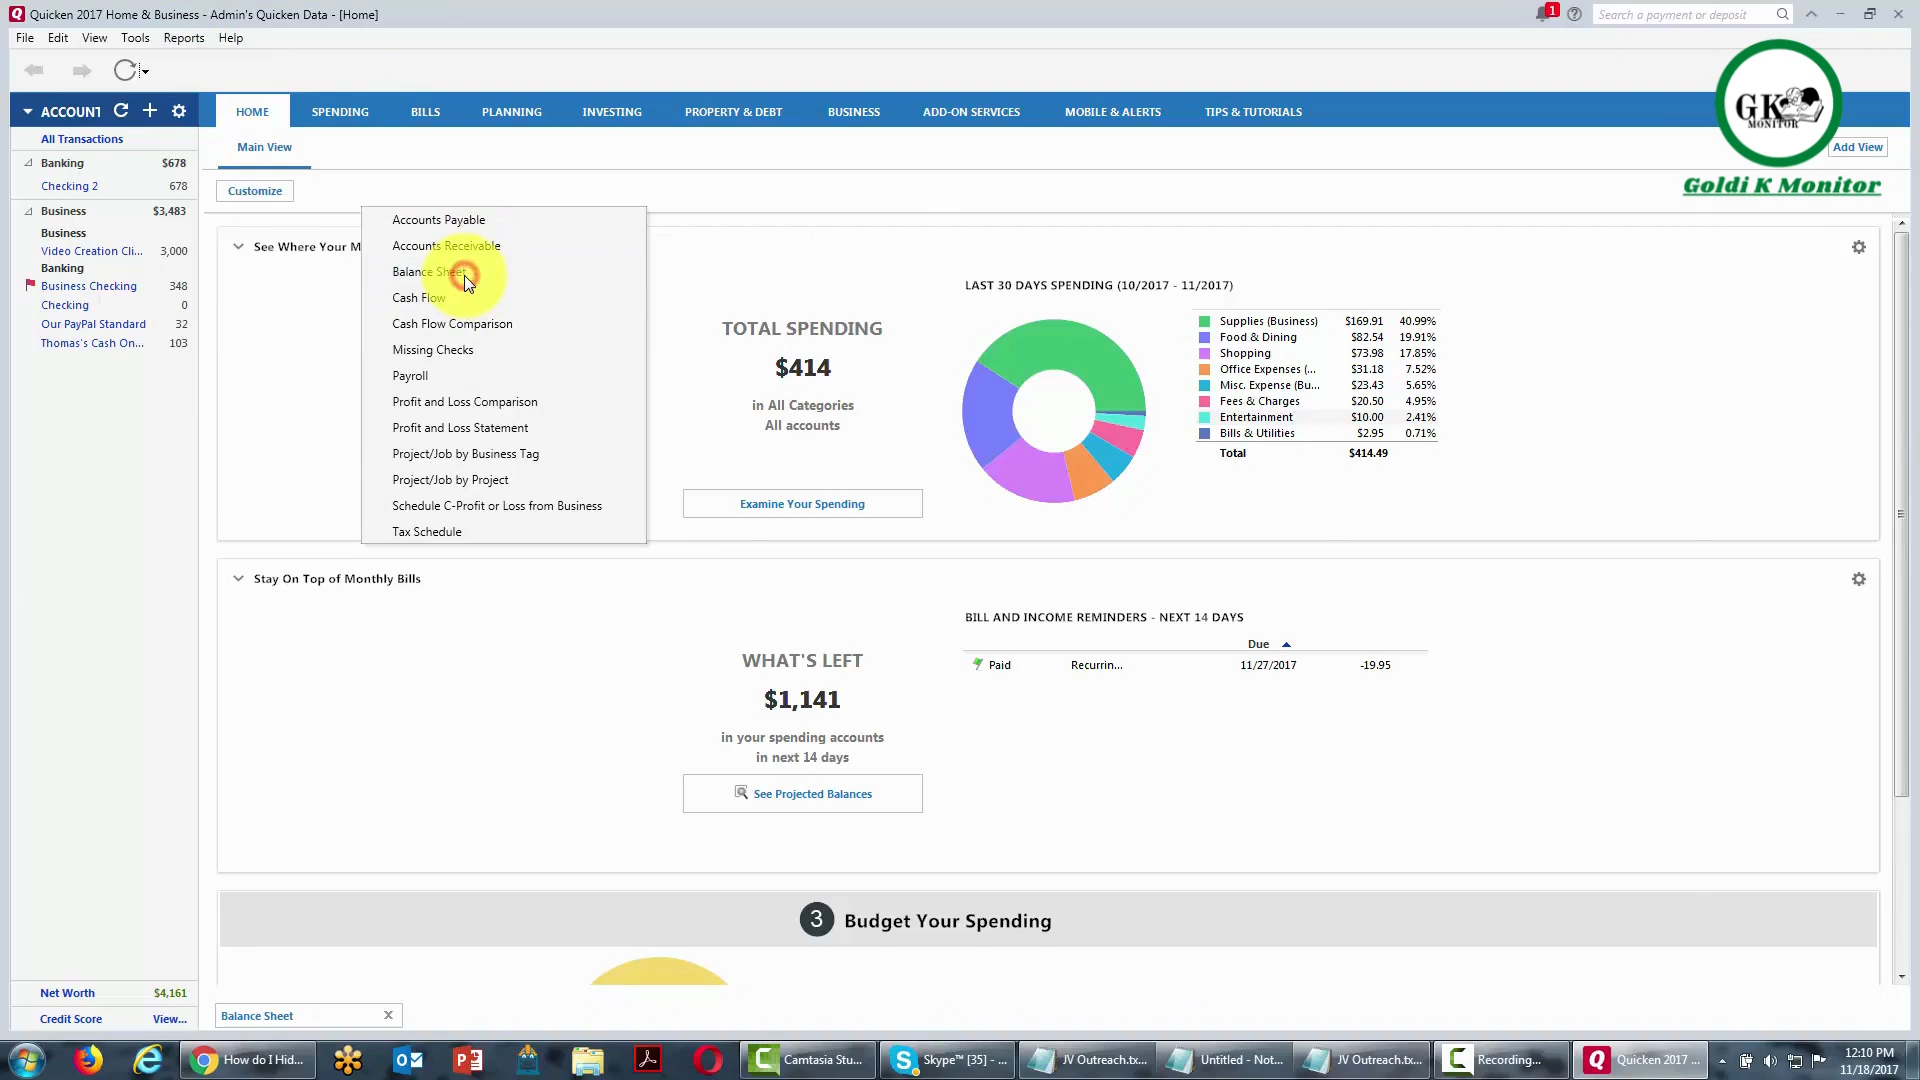 Quicken 2017 Home & Business - Admin's Quicken Data - [Home]
1
Search a payment or deposit
File Edit View Tools Reports Help
GK
MONITOR
Goldi K Monitor
ACCOUNT
HOME SPENDING BILLS PLANNING INVESTING PROPERTY & DEBT BUSINESS ADD-ON SERVICES MOBILE & ALERTS TIPS & TUTORIALS
All Transactions
Main View
Add View
Banking $678
Checking 2 678
Customize
Business $3,483
Business
Video Creation Cli... 3,000
Banking
Business Checking 348
Checking 0
Our PayPal Standard 32
Thomas's Cash On... 103
See Where Your M
Accounts Payable
Accounts Receivable
Balance Sheet
Cash Flow
Cash Flow Comparison
Missing Checks
Payroll
Profit and Loss Comparison
Profit and Loss Statement
Project/Job by Business Tag
Project/Job by Project
Schedule C-Profit or Loss from Business
Tax Schedule
TOTAL SPENDING
$414
in All Categories
All accounts
Examine Your Spending
LAST 30 DAYS SPENDING (10/2017 - 11/2017)
Supplies (Business) $169.91 40.99%
Food & Dining $82.54 19.91%
Shopping $73.98 17.85%
Office Expenses (... $31.18 7.52%
Misc. Expense (Bu... $23.43 5.65%
Fees & Charges $20.50 4.95%
Entertainment $10.00 2.41%
Bills & Utilities $2.95 0.71%
Total $414.49
Stay On Top of Monthly Bills
WHAT'S LEFT
$1,141
in your spending accounts
in next 14 days
See Projected Balances
BILL AND INCOME REMINDERS - NEXT 14 DAYS
Due
Paid Recurrin... 11/27/2017 -19.95
3 Budget Your Spending
Net Worth $4,161
Credit Score View...
Balance Sheet
How do I Hid...
Camtasia Stu...
Skype™ [35] - ...
JV Outreach.tx...
Untitled - Not...
JV Outreach.tx...
Recording...
Quicken 2017 ...
12:10 PM
11/18/2017